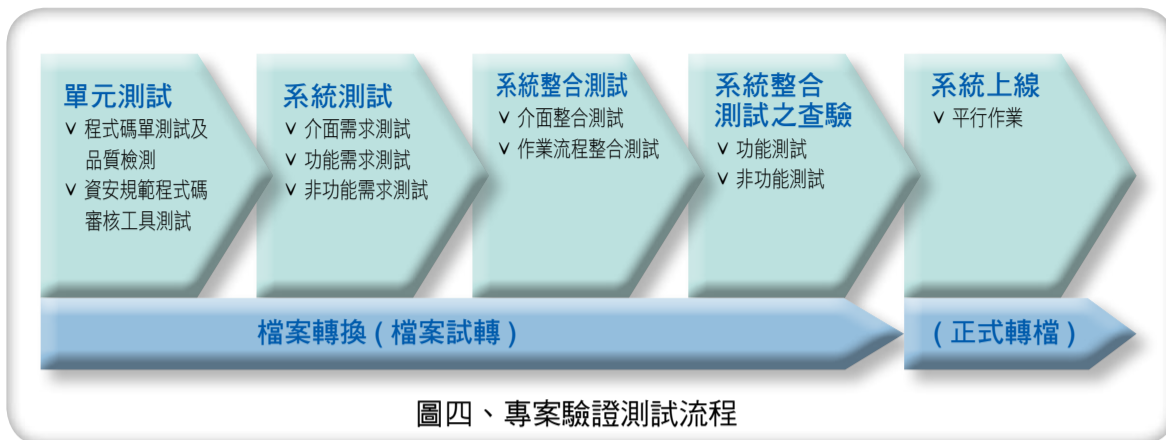 單元測試
∨ 程式碼單測試及
品質檢測
∨ 資安規範程式碼
審核工具測試
系統測試
∨ 介面需求測試
∨ 功能需求測試
∨ 非功能需求測試
系統整合測試
∨ 介面整合測試
∨ 作業流程整合測試
系統整合
測試之查驗
∨ 功能測試
∨ 非功能測試
系統上線
∨ 平行作業
檔案轉換 ( 檔案試轉 )
( 正式轉檔 )
圖四、專案驗證測試流程